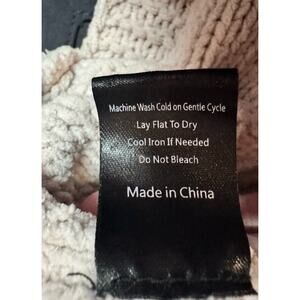 Machine Wash Cold on Gentle Cycle
Lay Flat To Dry
Cool Iron If Needed
Do Not Bleach
Made in China